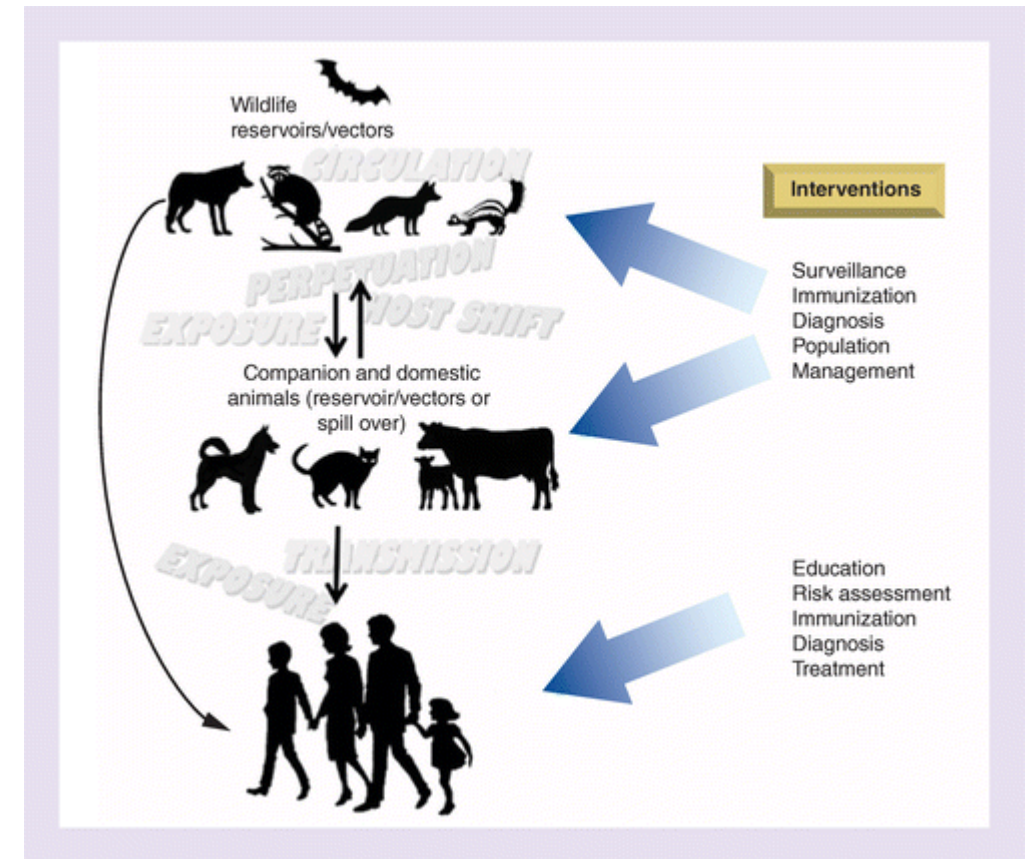 Wildlife
reservoirs/vectors
CIRCULATION
PERPETUATION
EXPOSURE
HOST SHIFT
Companion and domestic
animals (reservoir/vectors or
spill over)
TRANSMISSION
EXPOSURE
Interventions
Surveillance
Immunization
Diagnosis
Population
Management
Education
Risk assessment
Immunization
Diagnosis
Treatment